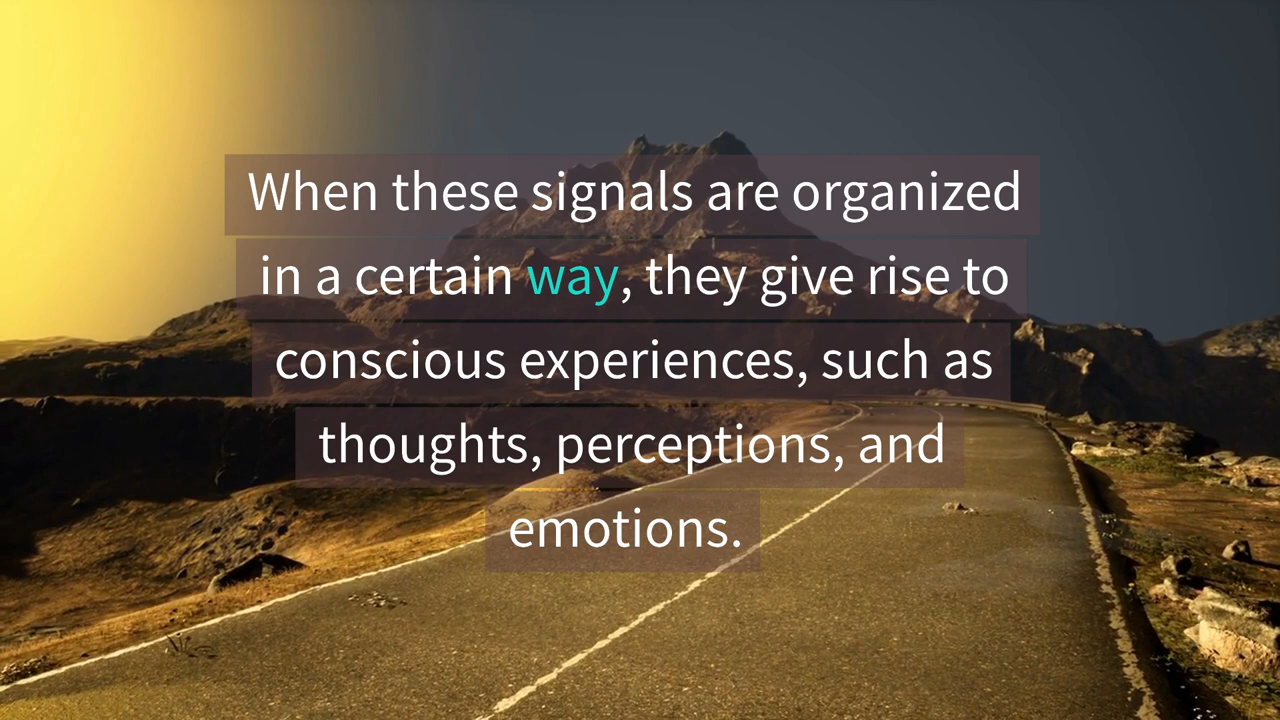 When these signals are organized
in a certain way, they give rise to
conscious experiences, such as
thoughts, perceptions, and
emotions.